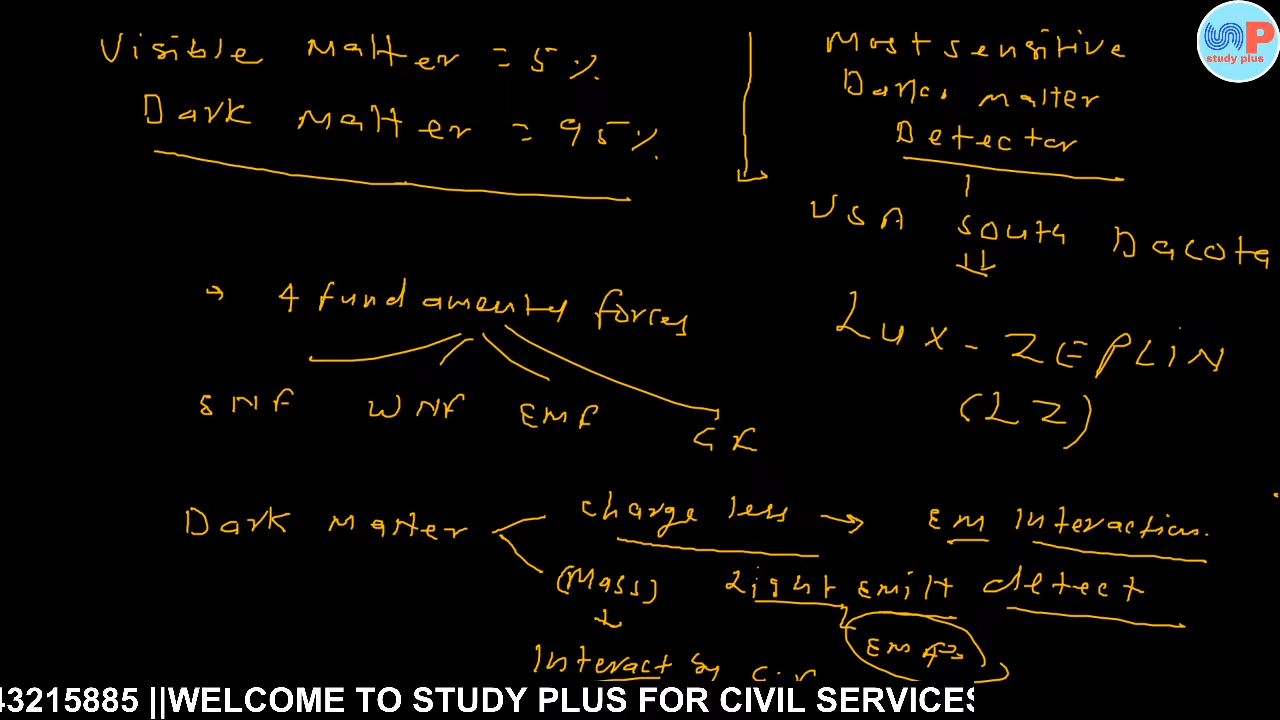 Visible Matter = 5%
Dark Matter = 95%
→ 4 fundamental forces
SNF WNF EMF GF
Dark Matter
charge less → EM Interaction.
(Mass) Light Emitt detect
EMF
Interact by
Most sensitive
Dark matter
Detector
USA South Dacota
LUX-ZEPLIN
(LZ)
SP
study plus
43215885 ||WELCOME TO STUDY PLUS FOR CIVIL SERVICES